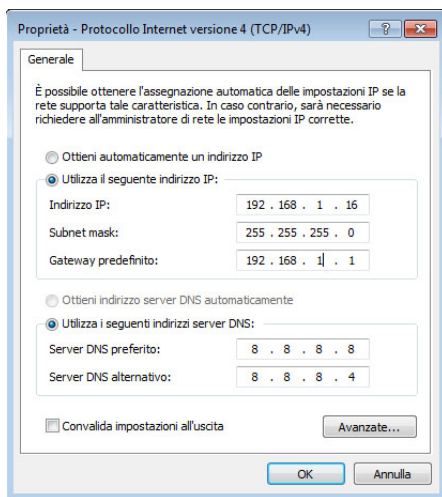 Proprietà - Protocollo Internet versione 4 (TCP/IPv4)
Generale
È possibile ottenere l'assegnazione automatica delle impostazioni IP se la
rete supporta tale caratteristica. In caso contrario, sarà necessario
richiedere all'amministratore di rete le impostazioni IP corrette.
Ottieni automaticamente un indirizzo IP
Utilizza il seguente indirizzo IP:
Indirizzo IP: 192 . 168 . 1 . 16
Subnet mask: 255 . 255 . 255 . 0
Gateway predefinito: 192 . 168 . 1 . 1
Ottieni indirizzo server DNS automaticamente
Utilizza i seguenti indirizzi server DNS:
Server DNS preferito: 8 . 8 . 8 . 8
Server DNS alternativo: 8 . 8 . 8 . 4
Convalida impostazioni all'uscita
Avanzate...
OK Annulla